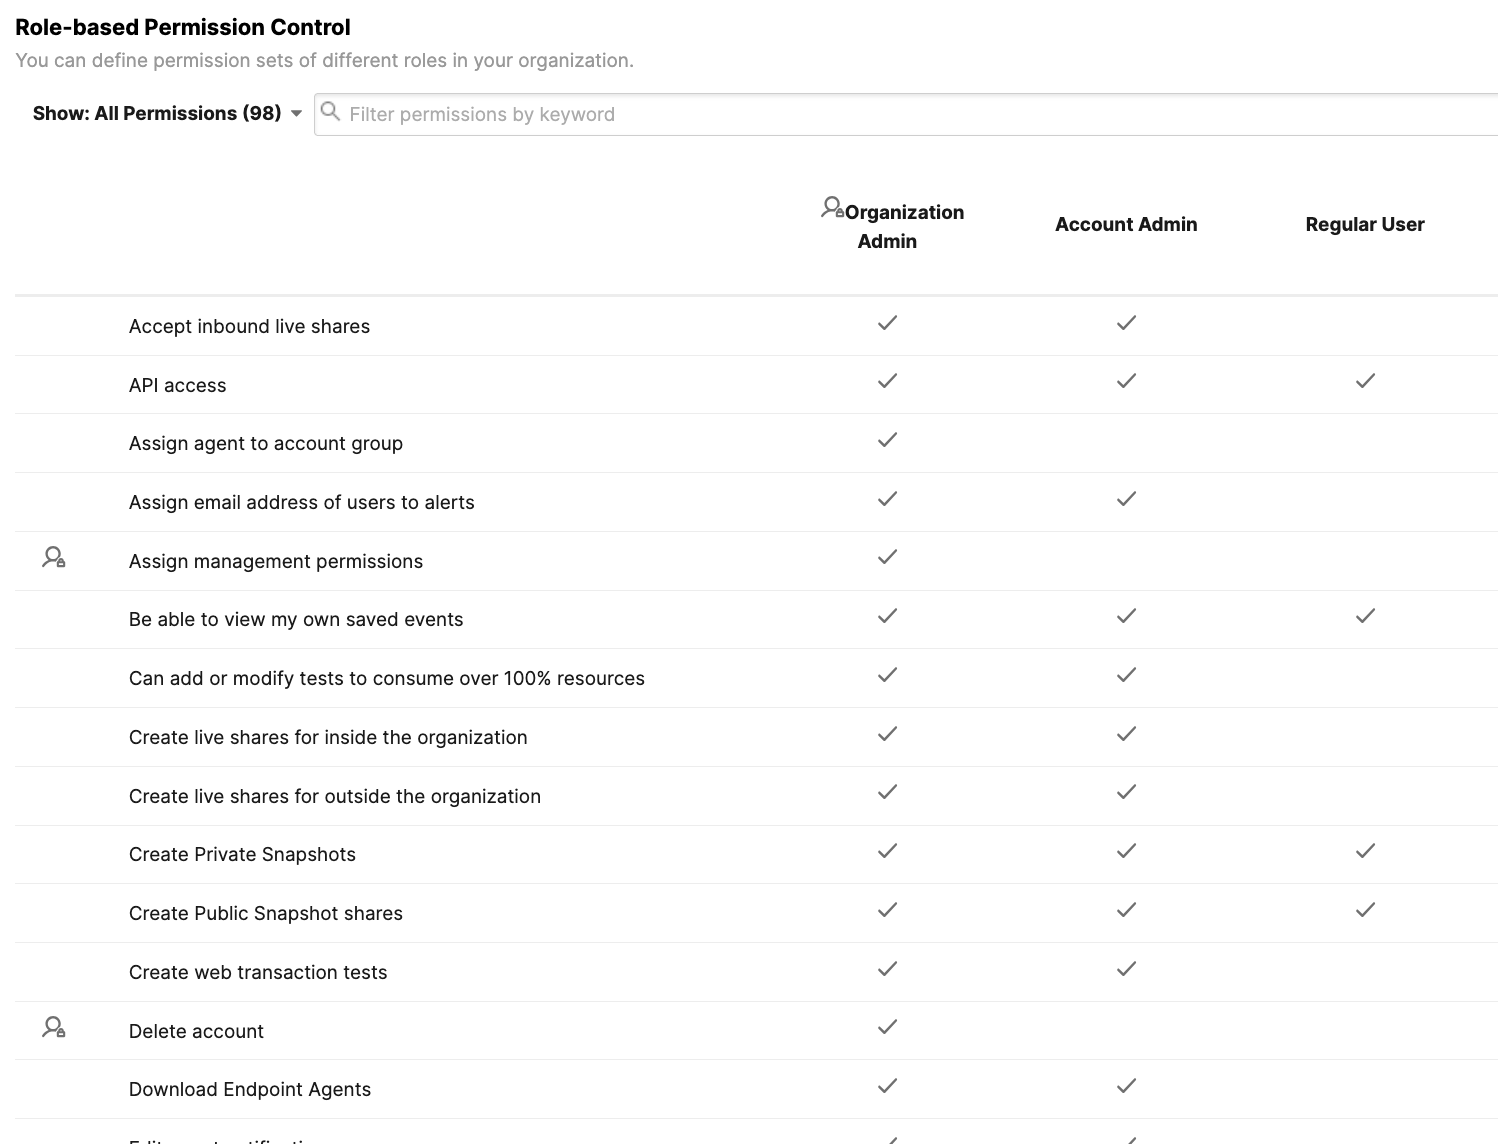 Role-based Permission Control
You can define permission sets of different roles in your organization.
Show: All Permissions (98)
Filter permissions by keyword
Organization
Admin
Account Admin
Regular User
Accept inbound live shares
API access
Assign agent to account group
Assign email address of users to alerts
Assign management permissions
Be able to view my own saved events
Can add or modify tests to consume over 100% resources
Create live shares for inside the organization
Create live shares for outside the organization
Create Private Snapshots
Create Public Snapshot shares
Create web transaction tests
Delete account
Download Endpoint Agents